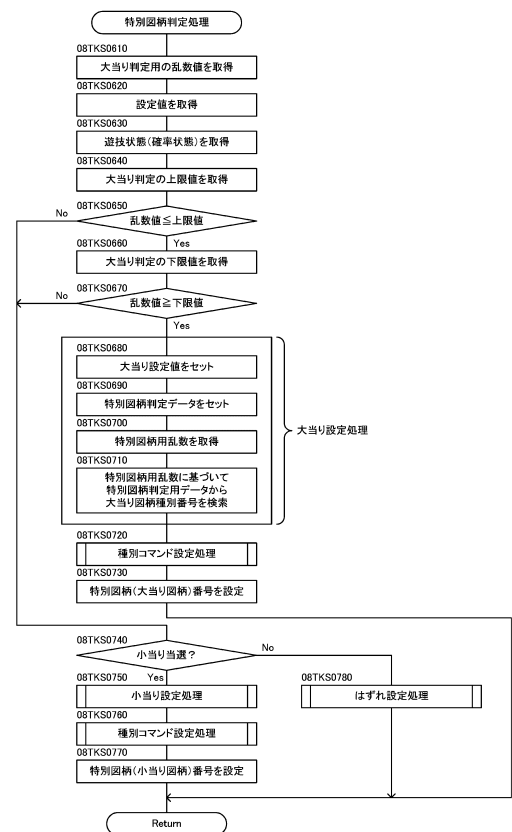 特別図柄判定処理
08TKS0610
大当り判定用の乱数値を取得
08TKS0620
設定値を取得
08TKS0630
遊技状態(確率状態)を取得
08TKS0640
大当り判定の上限値を取得
08TKS0650
No
乱数値≦上限値
Yes
08TKS0660
大当り判定の下限値を取得
08TKS0670
No
乱数値≧下限値
Yes
08TKS0680
大当り設定値をセット
08TKS0690
特別図柄判定データをセット
08TKS0700
特別図柄用乱数を取得
08TKS0710
特別図柄用乱数に基づいて
特別図柄判定用データから
大当り図柄種別番号を検索
大当り設定処理
08TKS0720
種別コマンド設定処理
08TKS0730
特別図柄(大当り図柄)番号を設定
08TKS0740
小当り当選?
No
Yes
08TKS0750
小当り設定処理
08TKS0780
はずれ設定処理
08TKS0760
種別コマンド設定処理
08TKS0770
特別図柄(小当り図柄)番号を設定
Return